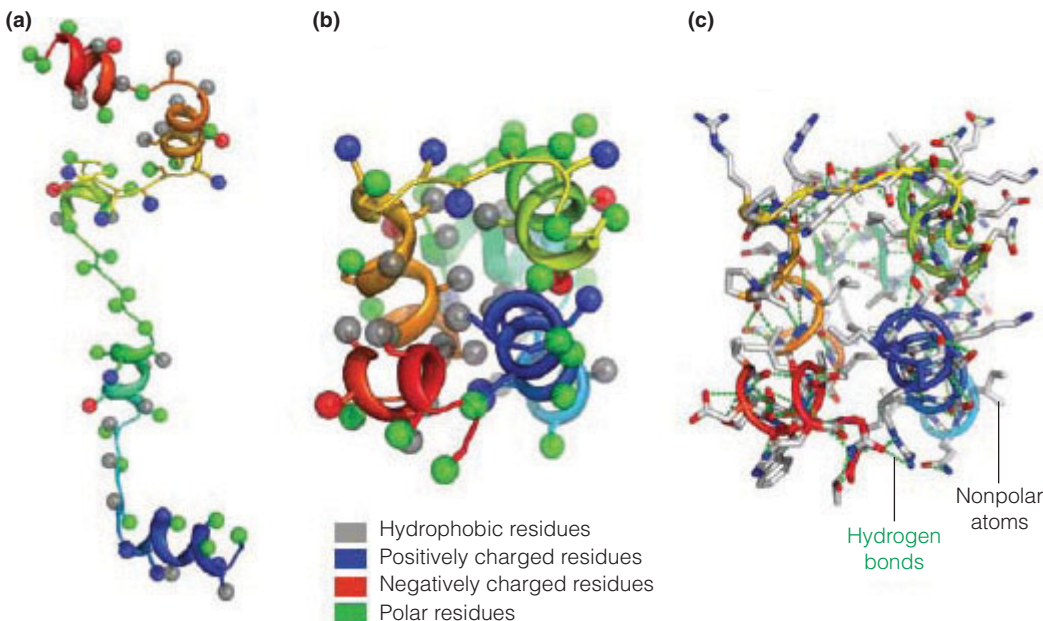 (a)
(b)
(c)
Hydrophobic residues
Positively charged residues
Negatively charged residues
Polar residues
Nonpolar
atoms
Hydrogen
bonds